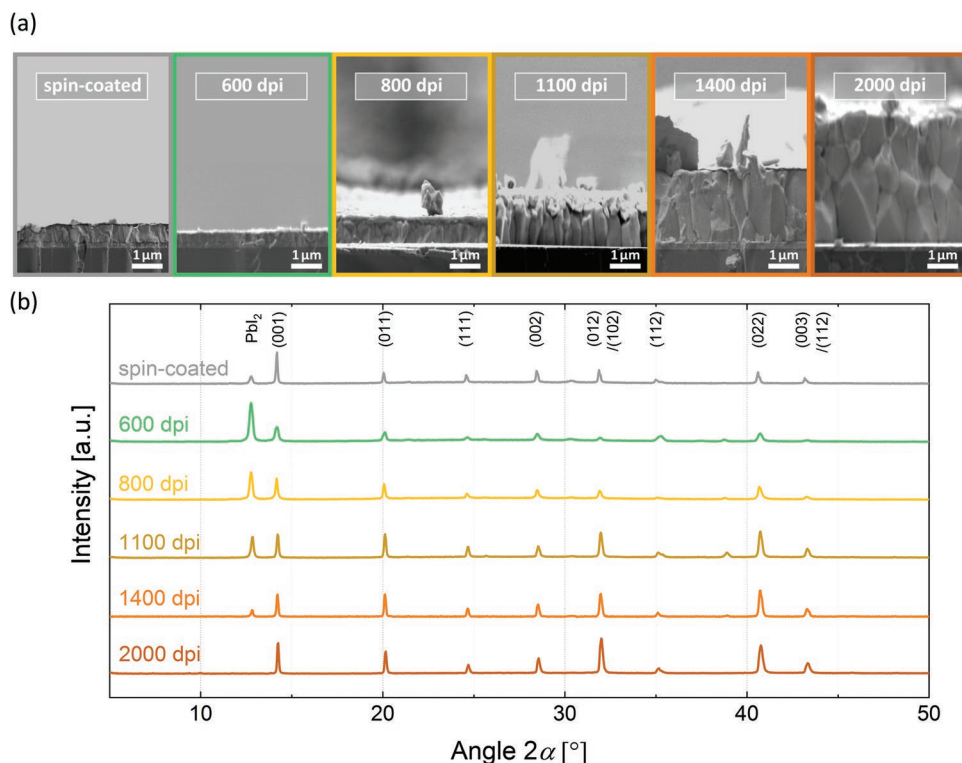 (a)
spin-coated
600 dpi
800 dpi
1100 dpi
1400 dpi
2000 dpi
1 µm
1 µm
1 µm
1 µm
1 µm
1 µm
(b)
PbI2
(001)
(011)
(111)
(002)
(012)
/(102)
(112)
(022)
(003)
/(112)
spin-coated
600 dpi
800 dpi
1100 dpi
1400 dpi
2000 dpi
Intensity [a.u.]
10
20
30
40
50
Angle 2α [°]